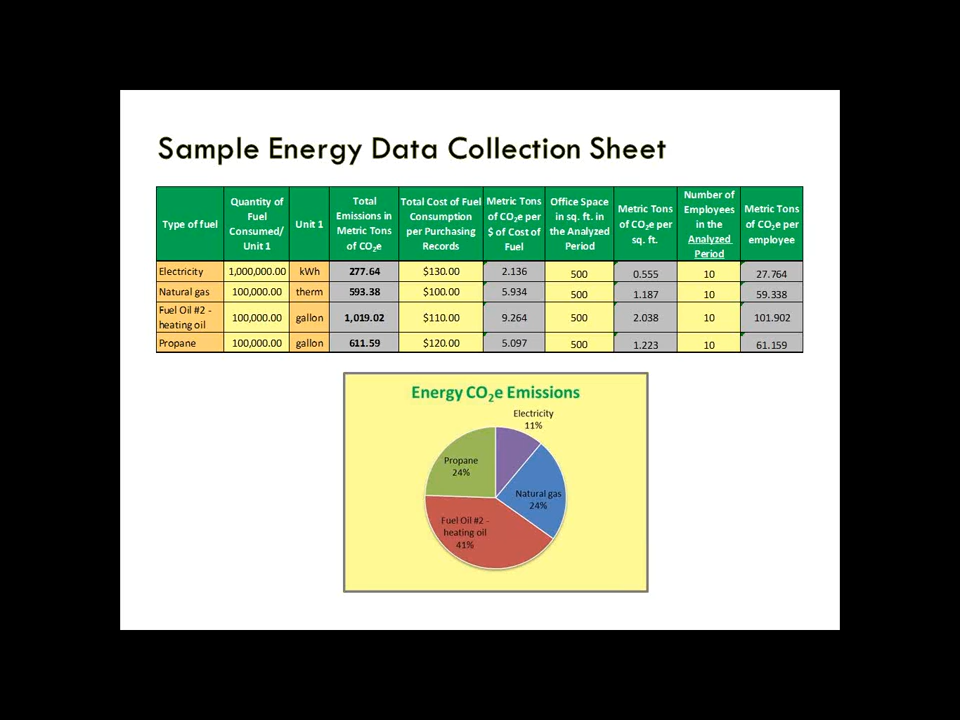 Sample Energy Data Collection Sheet
Type of fuel
Quantity of
Fuel
Consumed/
Unit 1
Unit 1
Total
Emissions in
Metric Tons
of CO₂e
Total Cost of Fuel
Consumption
per Purchasing
Records
Metric Tons
of CO₂e per
$ of Cost of
Fuel
Office Space
in sq. ft. in
the Analyzed
Period
Metric Tons
of CO₂e per
sq. ft.
Number of
Employees
in the
Analyzed
Period
Metric Tons
of CO₂e per
employee
Electricity 1,000,000.00 kWh 277.64 $130.00 2.136 500 0.555 10 27.764
Natural gas 100,000.00 therm 593.38 $100.00 5.934 500 1.187 10 59.338
Fuel Oil #2 -
heating oil 100,000.00 gallon 1,019.02 $110.00 9.264 500 2.038 10 101.902
Propane 100,000.00 gallon 611.59 $120.00 5.097 500 1.223 10 61.159
Energy CO₂e Emissions
Electricity
11%
Propane
24%
Natural gas
24%
Fuel Oil #2 -
heating oil
41%